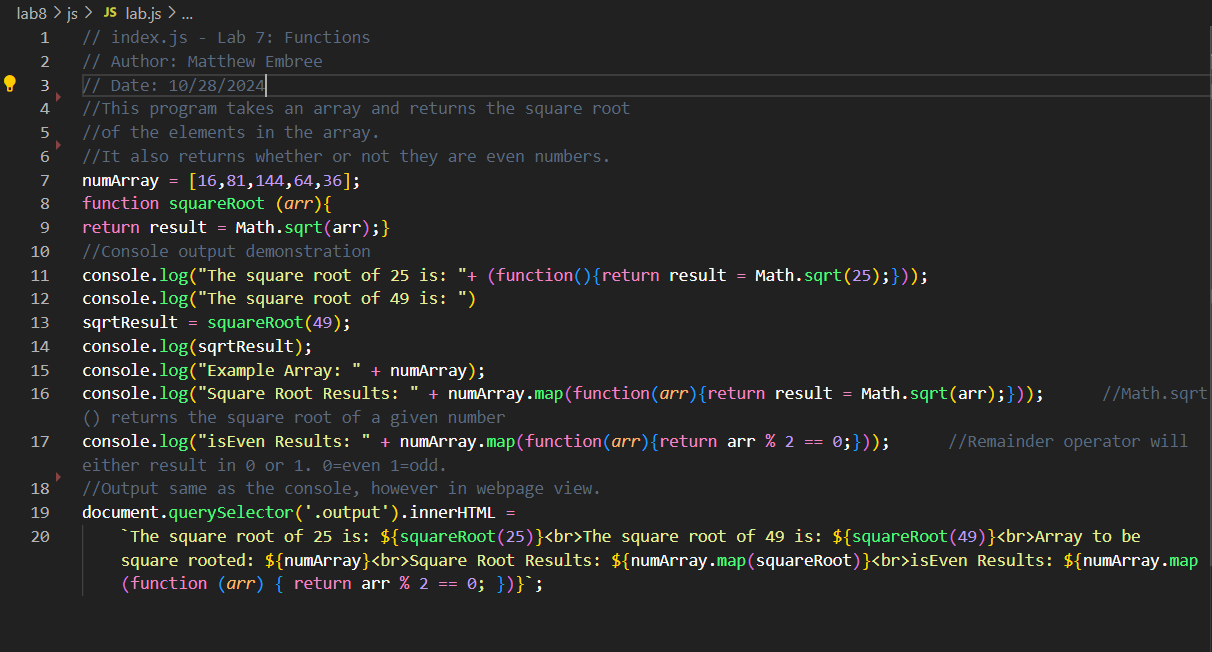 lab8 > js > JS lab.js > ...
1 // index.js - Lab 7: Functions
2 // Author: Matthew Embree
3 // Date: 10/28/2024
4 //This program takes an array and returns the square root
5 //of the elements in the array.
6 //It also returns whether or not they are even numbers.
7 numArray = [16,81,144,64,36];
8 function squareRoot (arr){
9 return result = Math.sqrt(arr);}
10 //Console output demonstration
11 console.log("The square root of 25 is: "+ (function(){return result = Math.sqrt(25);}));
12 console.log("The square root of 49 is: ")
13 sqrtResult = squareRoot(49);
14 console.log(sqrtResult);
15 console.log("Example Array: " + numArray);
16 console.log("Square Root Results: " + numArray.map(function(arr){return result = Math.sqrt(arr);})); //Math.sqrt
() returns the square root of a given number
17 console.log("isEven Results: " + numArray.map(function(arr){return arr % 2 == 0;})); //Remainder operator will
either result in 0 or 1. 0=even 1=odd.
18 //Output same as the console, however in webpage view.
19 document.querySelector('.output').innerHTML =
20 `The square root of 25 is: ${squareRoot(25)}<br>The square root of 49 is: ${squareRoot(49)}<br>Array to be
square rooted: ${numArray}<br>Square Root Results: ${numArray.map(squareRoot)}<br>isEven Results: ${numArray.map
(function (arr) { return arr % 2 == 0; })}`;